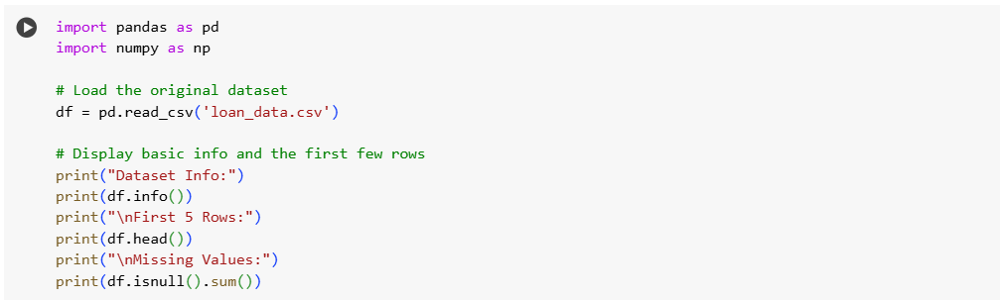 import pandas as pd
import numpy as np
# Load the original dataset
df = pd.read_csv('loan_data.csv')
# Display basic info and the first few rows
print("Dataset Info:")
print(df.info())
print("\nFirst 5 Rows:")
print(df.head())
print("\nMissing Values:")
print(df.isnull().sum())